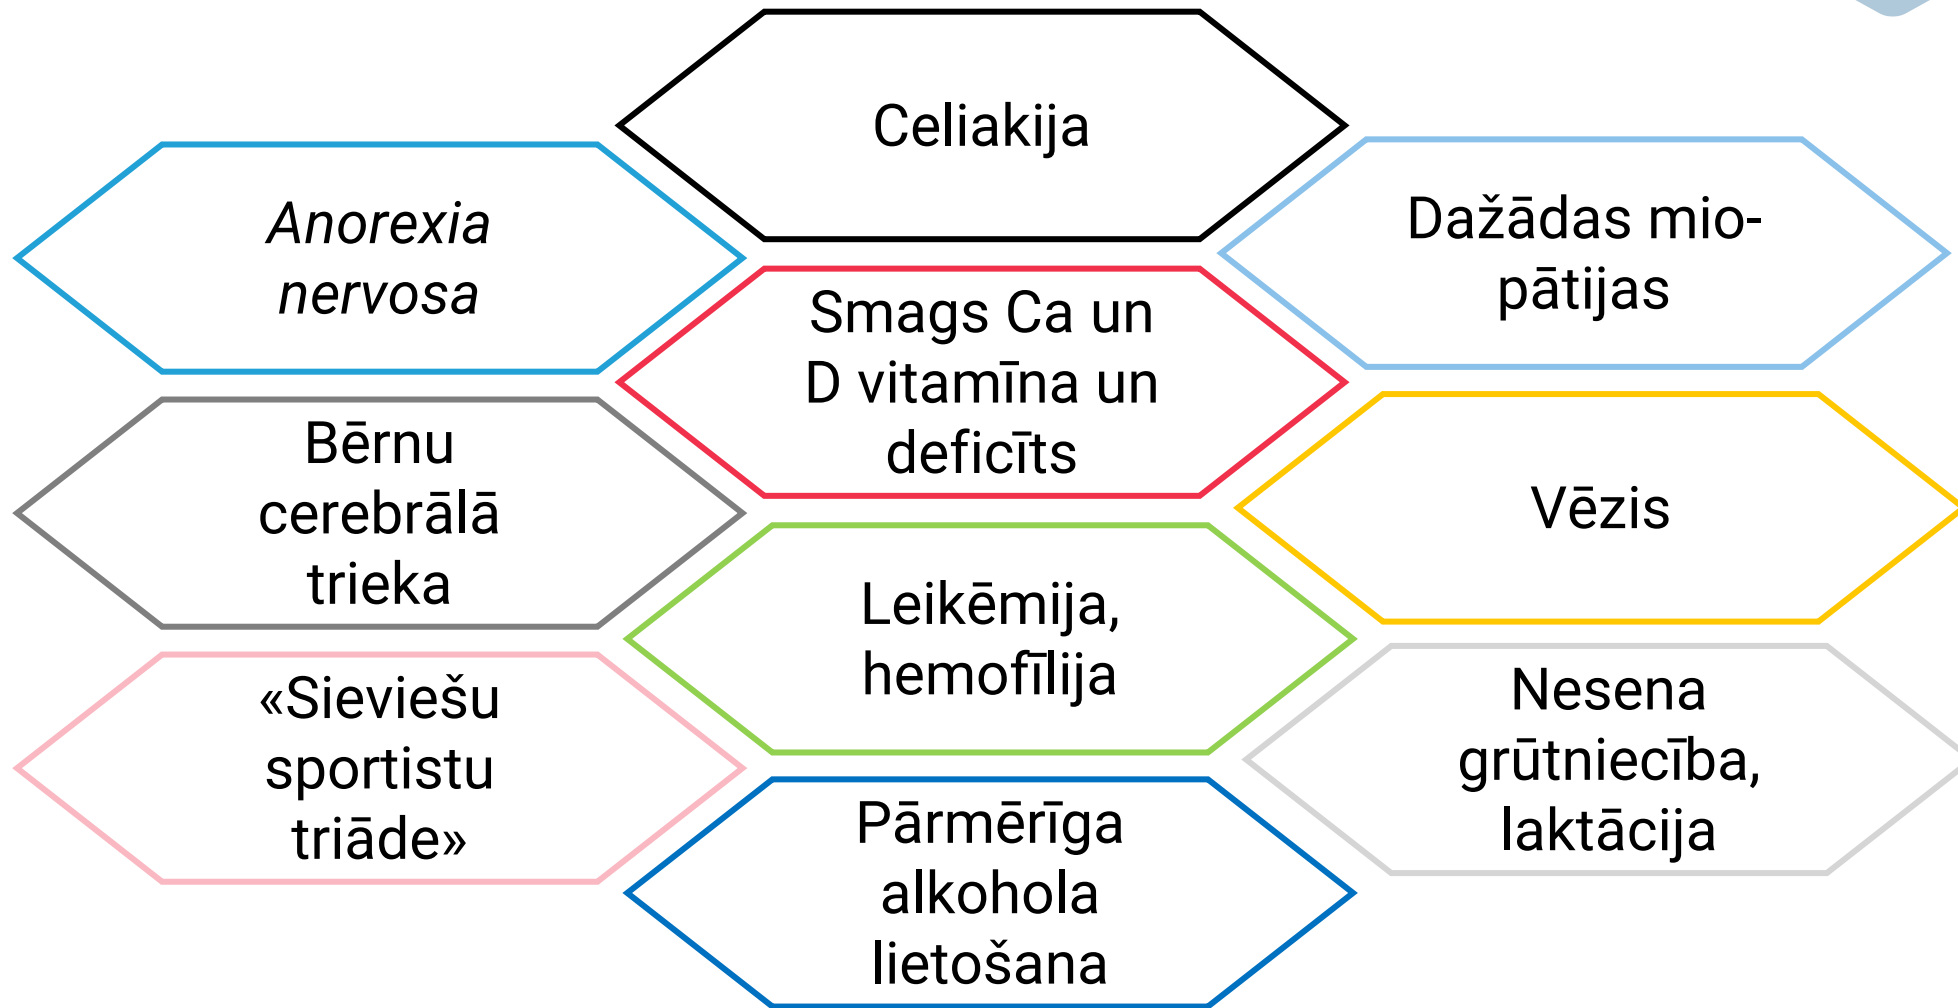 Celiakija
Anorexia
nervosa
Dažādas mio-
pātijas
Smags Ca un
D vitamīna un
deficīts
Bērnu
cerebrālā
trieka
Vēzis
Leikēmija,
hemofīlija
«Sieviešu
sportistu
triāde»
Nesena
grūtniecība,
laktācija
Pārmērīga
alkohola
lietošana